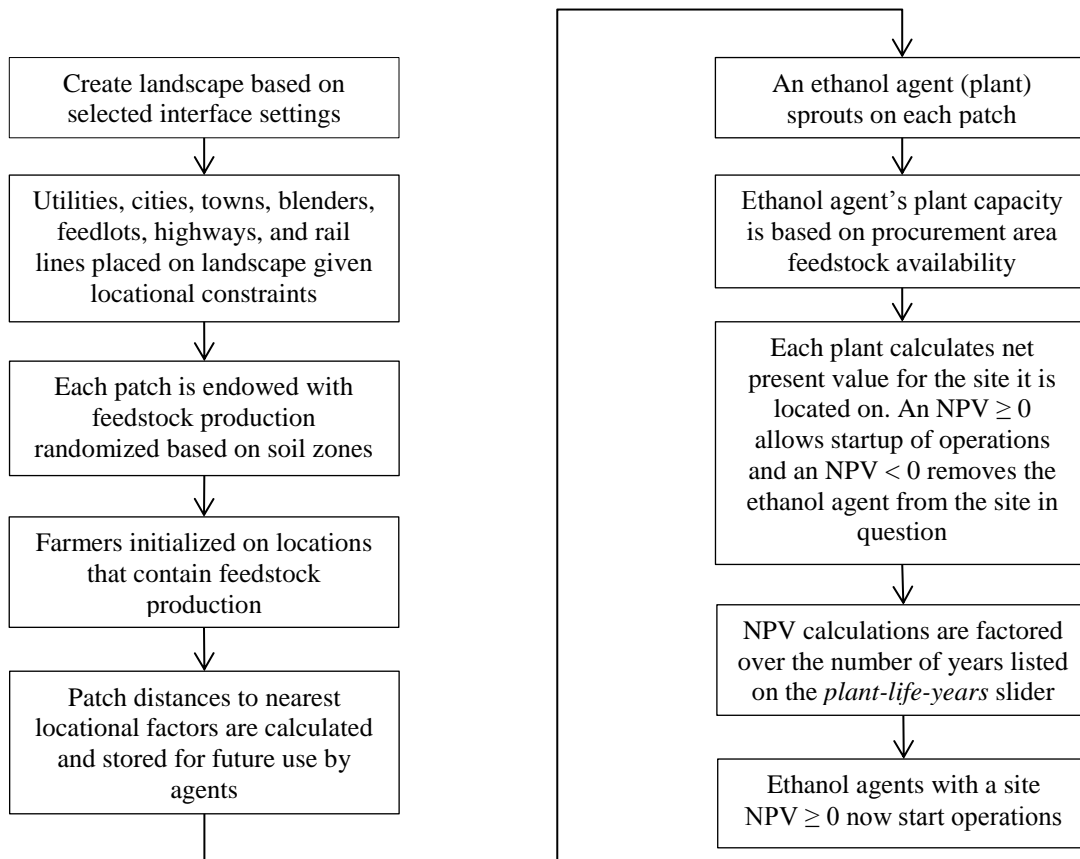 Create landscape based on
selected interface settings
Utilities, cities, towns, blenders,
feedlots, highways, and rail
lines placed on landscape given
locational constraints
Each patch is endowed with
feedstock production
randomized based on soil zones
Farmers initialized on locations
that contain feedstock
production
Patch distances to nearest
locational factors are calculated
and stored for future use by
agents
An ethanol agent (plant)
sprouts on each patch
Ethanol agent’s plant capacity
is based on procurement area
feedstock availability
Each plant calculates net
present value for the site it is
located on. An NPV ≥ 0
allows startup of operations
and an NPV < 0 removes the
ethanol agent from the site in
question
NPV calculations are factored
over the number of years listed
on the plant-life-years slider
Ethanol agents with a site
NPV ≥ 0 now start operations